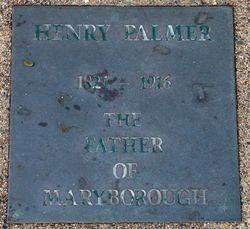 HENRY PALMER
– 1916
THE
FATHER
OF
MARYBOROUGH